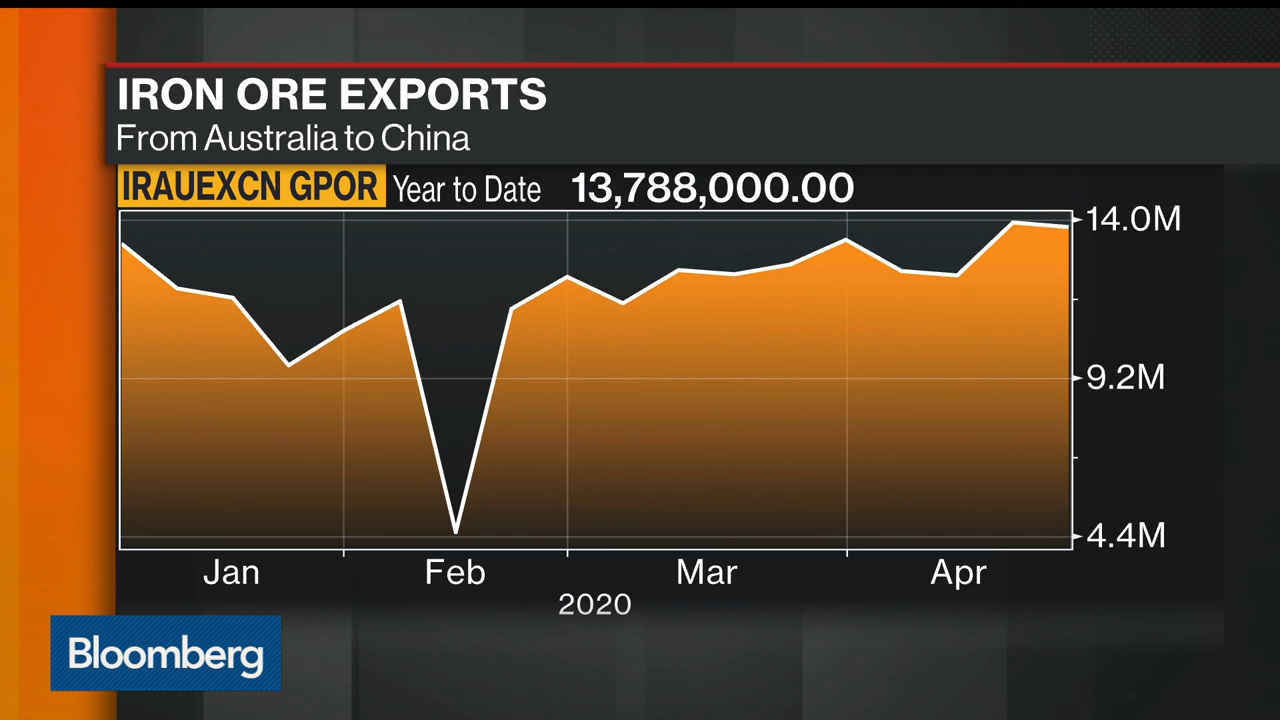 IRON ORE EXPORTS
From Australia to China
IRAUEXCN GPOR Year to Date 13,788,000.00
14.0M
9.2M
4.4M
Jan Feb Mar Apr
2020
Bloomberg